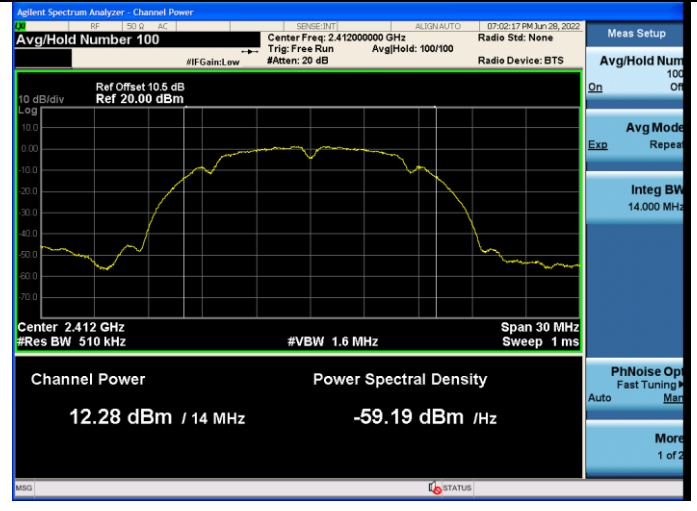 Agilent Spectrum Analyzer - Channel Power
RF 50 Ω AC SENSE:INT ALIGNAUTO 07:02:17 PM Jun 28, 2022
Avg/Hold Number 100
Center Freq: 2.412000000 GHz
Radio Std: None
Trig: Free Run Avg|Hold: 100/100
#IFGain:Low
#Atten: 20 dB
Radio Device: BTS
Ref Offset 10.5 dB
10 dB/div Ref 20.00 dBm
Log
10.0
0.00
-10.0
-20.0
-30.0
-40.0
-50.0
-60.0
-70.0
Center 2.412 GHz Span 30 MHz
#Res BW 510 kHz #VBW 1.6 MHz Sweep 1 ms
Channel Power Power Spectral Density
12.28 dBm / 14 MHz -59.19 dBm /Hz
MSG STATUS
Meas Setup
Avg/Hold Num
100
On Off
Avg Mode
Exp Repeat
Integ BW
14.000 MHz
PhNoise Opt
Fast Tuning
Auto Man
More
1 of 2